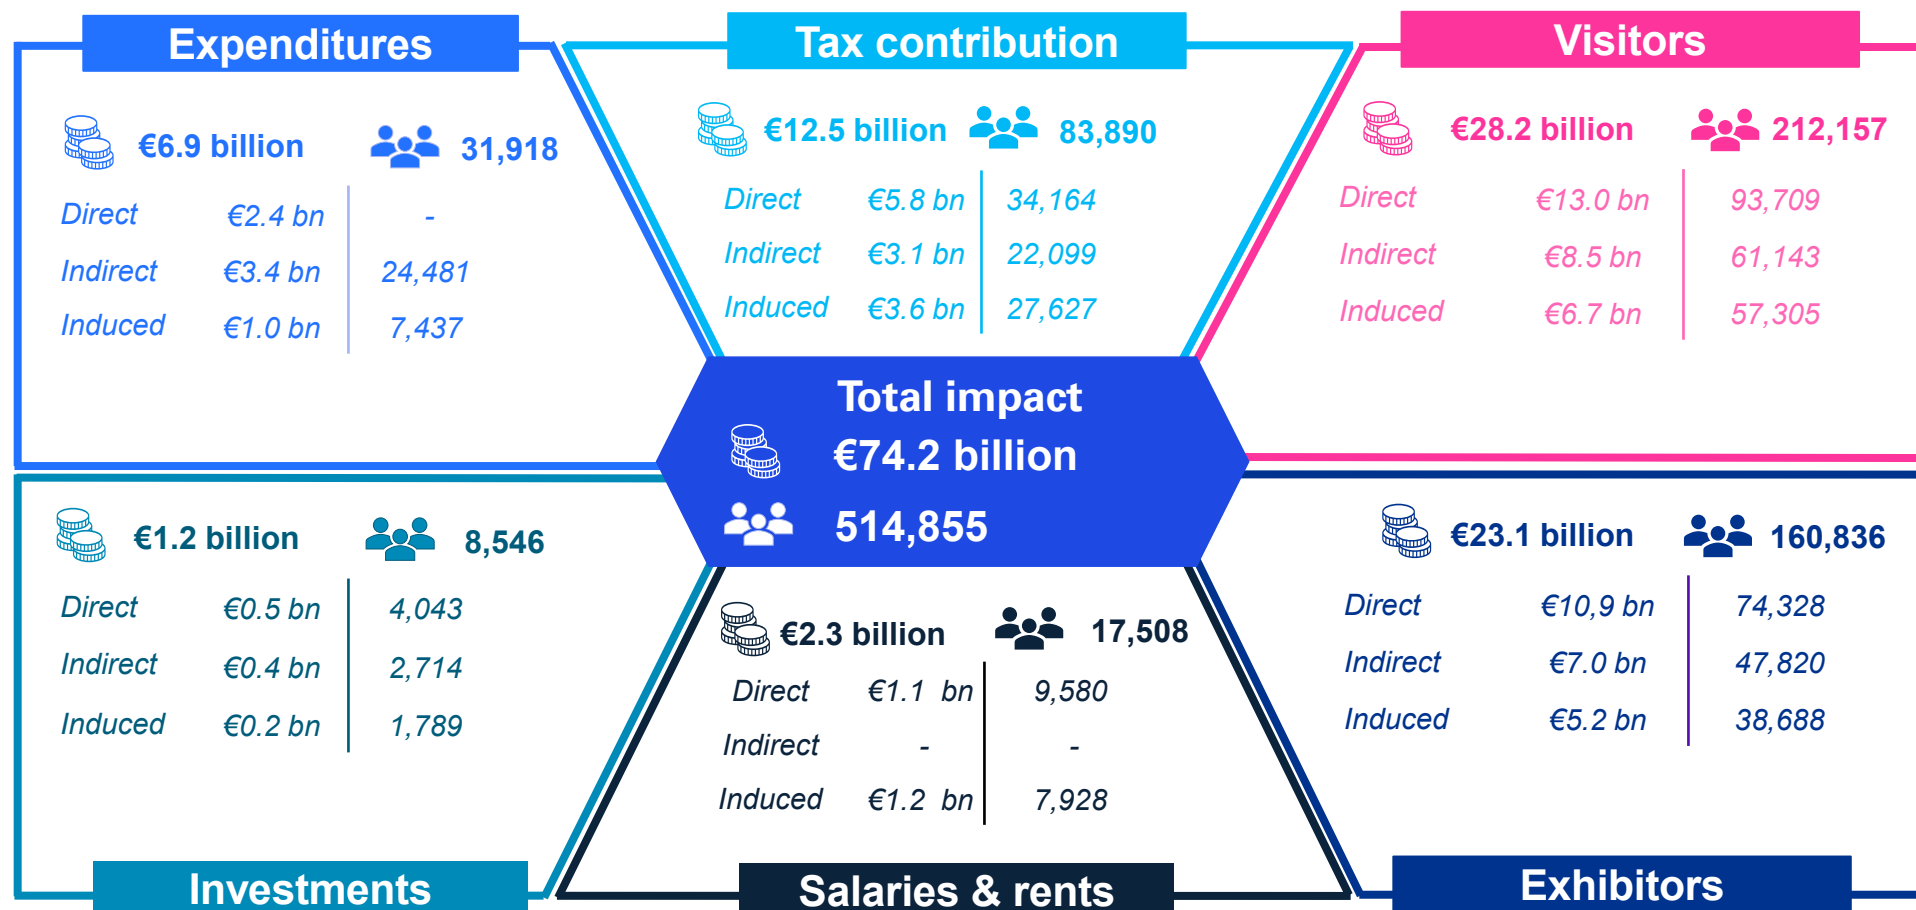 Expenditures
€6.9 billion 31,918
Direct €2.4 bn -
Indirect €3.4 bn 24,481
Induced €1.0 bn 7,437
Tax contribution
€12.5 billion 83,890
Direct €5.8 bn 34,164
Indirect €3.1 bn 22,099
Induced €3.6 bn 27,627
Visitors
€28.2 billion 212,157
Direct €13.0 bn 93,709
Indirect €8.5 bn 61,143
Induced €6.7 bn 57,305
Total impact
€74.2 billion
514,855
€1.2 billion 8,546
Direct €0.5 bn 4,043
Indirect €0.4 bn 2,714
Induced €0.2 bn 1,789
Investments
€2.3 billion 17,508
Direct €1.1 bn 9,580
Indirect - -
Induced €1.2 bn 7,928
Salaries & rents
€23.1 billion 160,836
Direct €10,9 bn 74,328
Indirect €7.0 bn 47,820
Induced €5.2 bn 38,688
Exhibitors